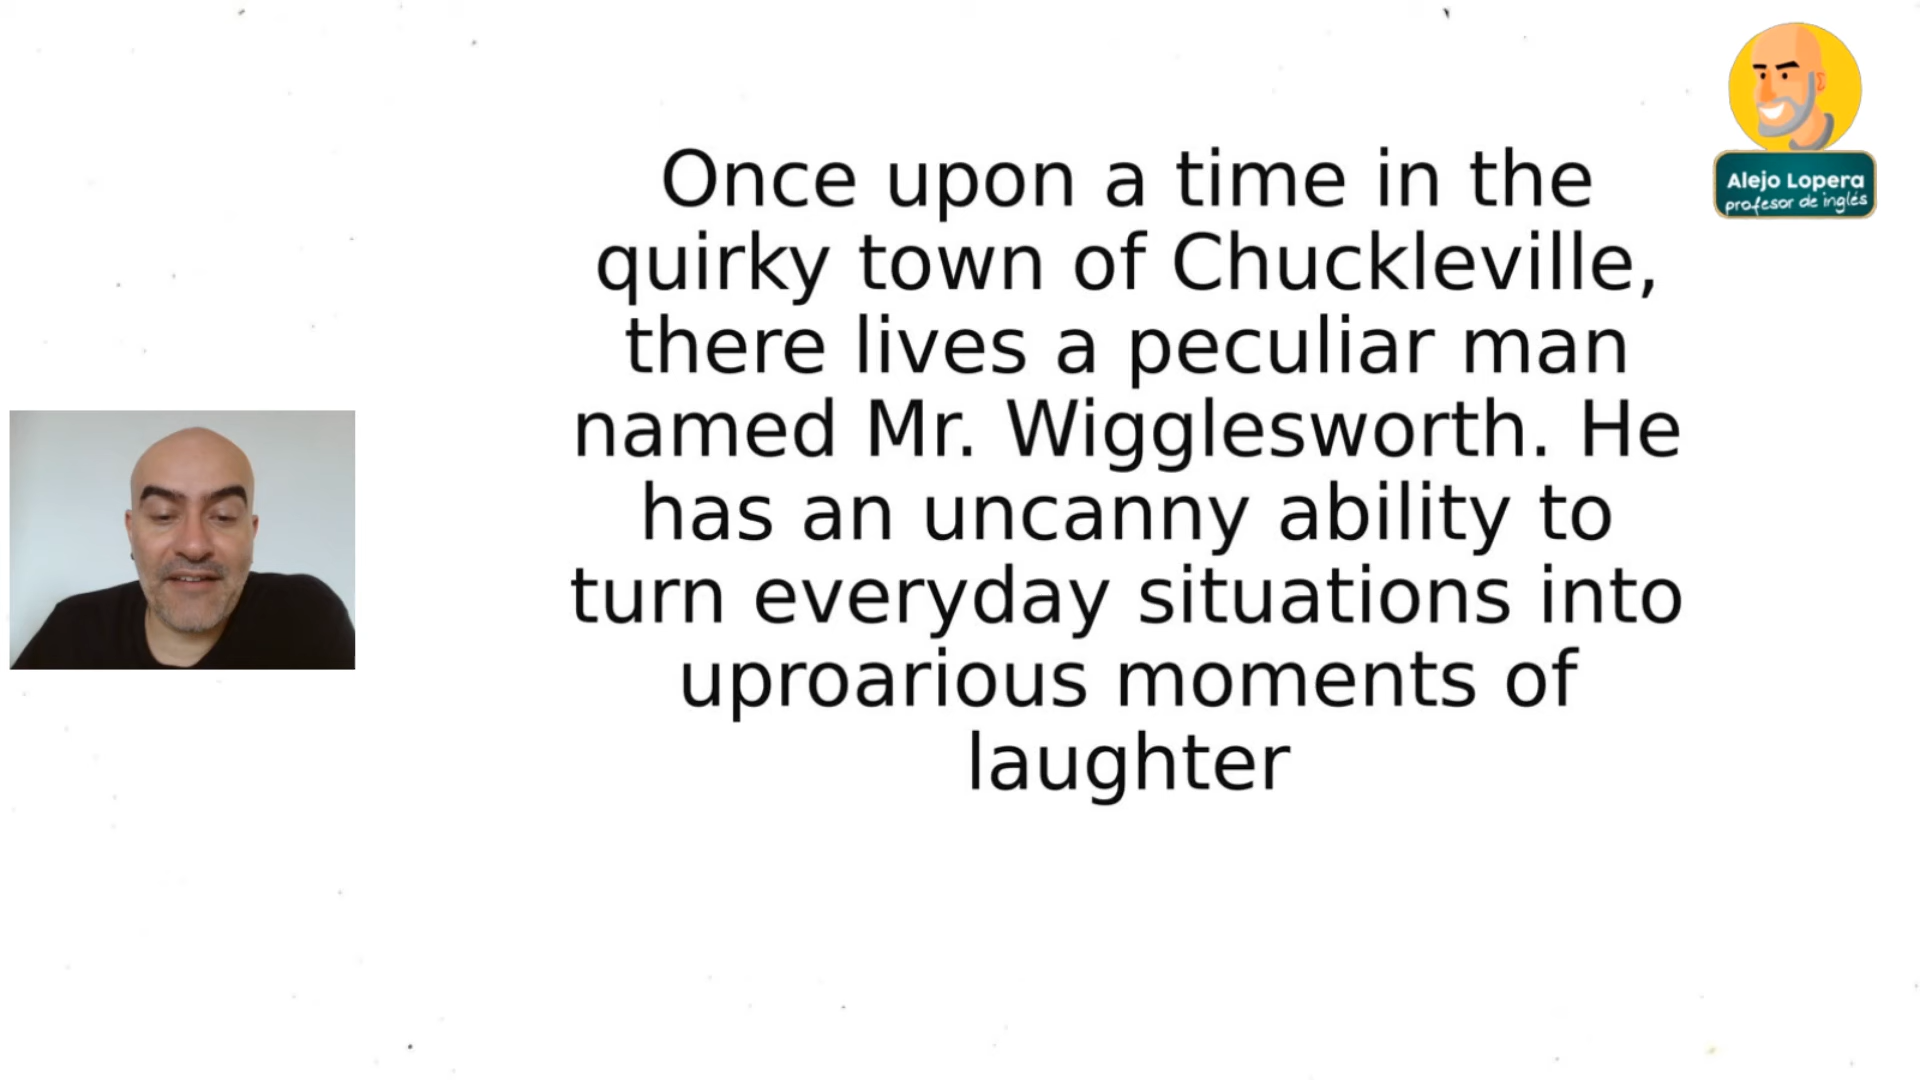 Once upon a time in the
quirky town of Chuckleville,
there lives a peculiar man
named Mr. Wigglesworth. He
has an uncanny ability to
turn everyday situations into
uproarious moments of
laughter
Alejo Lopera
profesor de inglés